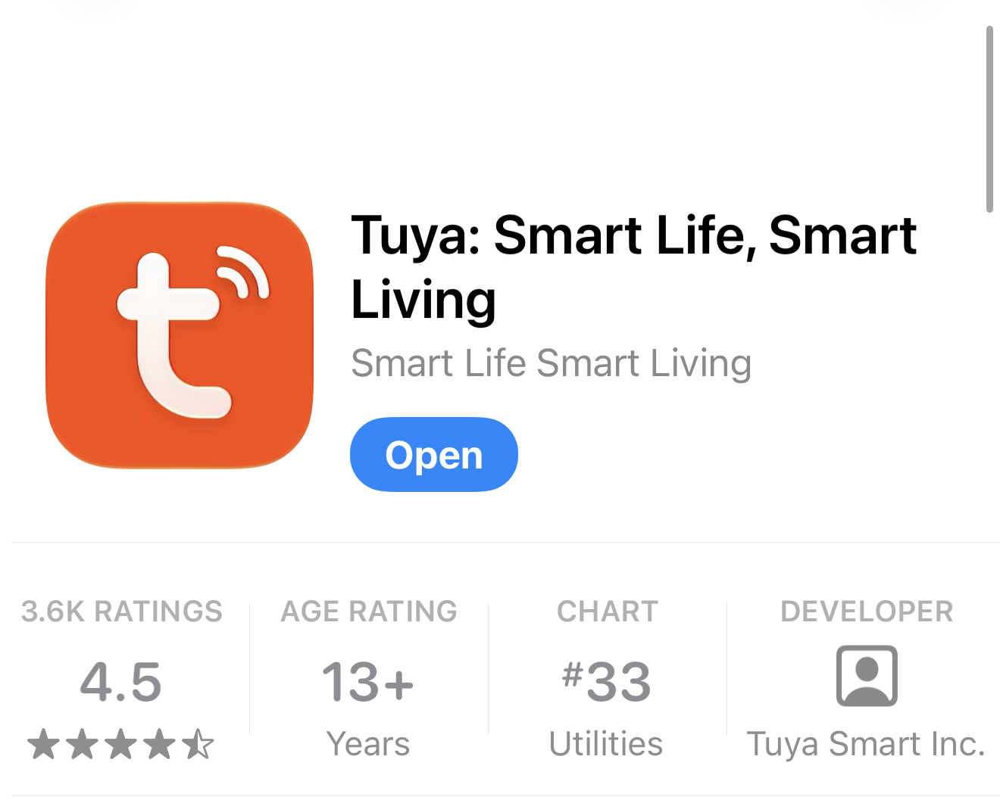 t
Tuya: Smart Life, Smart
Living
Smart Life Smart Living
Open
3.6K RATINGS
AGE RATING
CHART
DEVELOPER
4.5
13+
#33
Years
Utilities
Tuya Smart Inc.